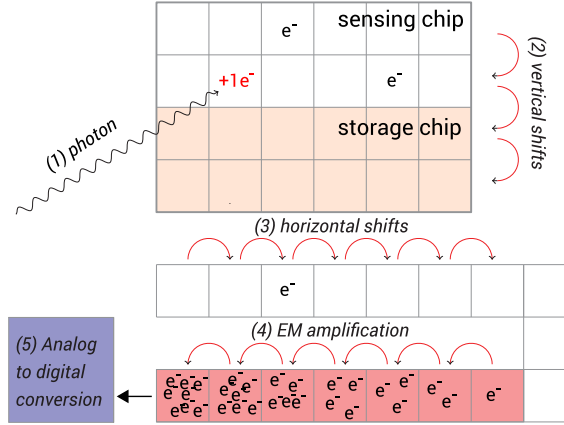 e⁻ sensing chip
+1e⁻ e⁻
(1) photon
(2) vertical shifts
storage chip
(3) horizontal shifts
e⁻
(4) EM amplification
e⁻ e⁻ e⁻ e⁻ e⁻ e⁻ e⁻ e⁻ e⁻ e⁻ e⁻
e⁻ e⁻ e⁻ e⁻ e⁻ e⁻ e⁻
e⁻ e⁻ e⁻ e⁻ e⁻ e⁻ e⁻ e⁻ e⁻ e⁻ e⁻
(5) Analog
to digital
conversion